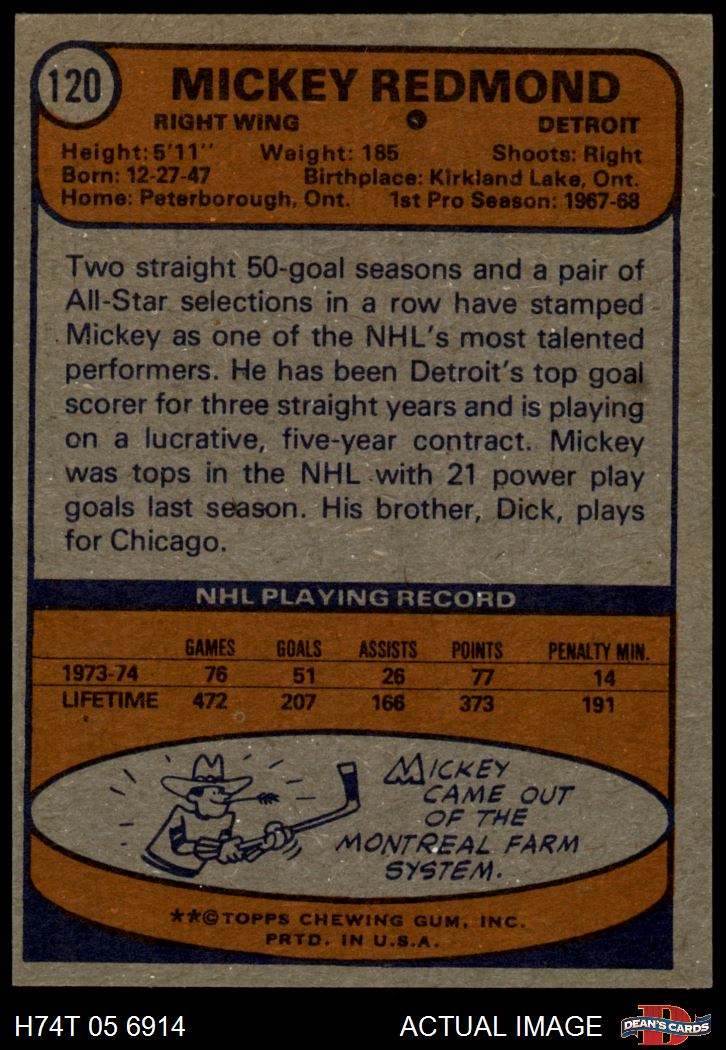 120
MICKEY REDMOND
RIGHT WING
DETROIT
Height: 5'11" Weight: 185 Shoots: Right
Born: 12-27-47 Birthplace: Kirkland Lake, Ont.
Home: Peterborough, Ont. 1st Pro Season: 1967-68
Two straight 50-goal seasons and a pair of
All-Star selections in a row have stamped
Mickey as one of the NHL's most talented
performers. He has been Detroit's top goal
scorer for three straight years and is playing
on a lucrative, five-year contract. Mickey
was tops in the NHL with 21 power play
goals last season. His brother, Dick, plays
for Chicago.
NHL PLAYING RECORD
GAMES GOALS ASSISTS POINTS PENALTY MIN.
1973-74 76 51 26 77 14
LIFETIME 472 207 166 373 191
MICKEY
CAME OUT
OF THE
MONTREAL FARM
SYSTEM.
**©TOPPS CHEWING GUM, INC.
PRTD. IN U.S.A.
H74T 05 6914
ACTUAL IMAGE
D
DEAN'S CARDS